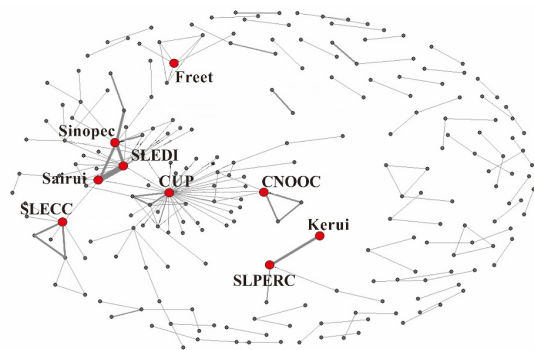 Freet
Sinopec
SLEDI
Sairui
CUP
CNOOC
SLECC
Kerui
SLPERC